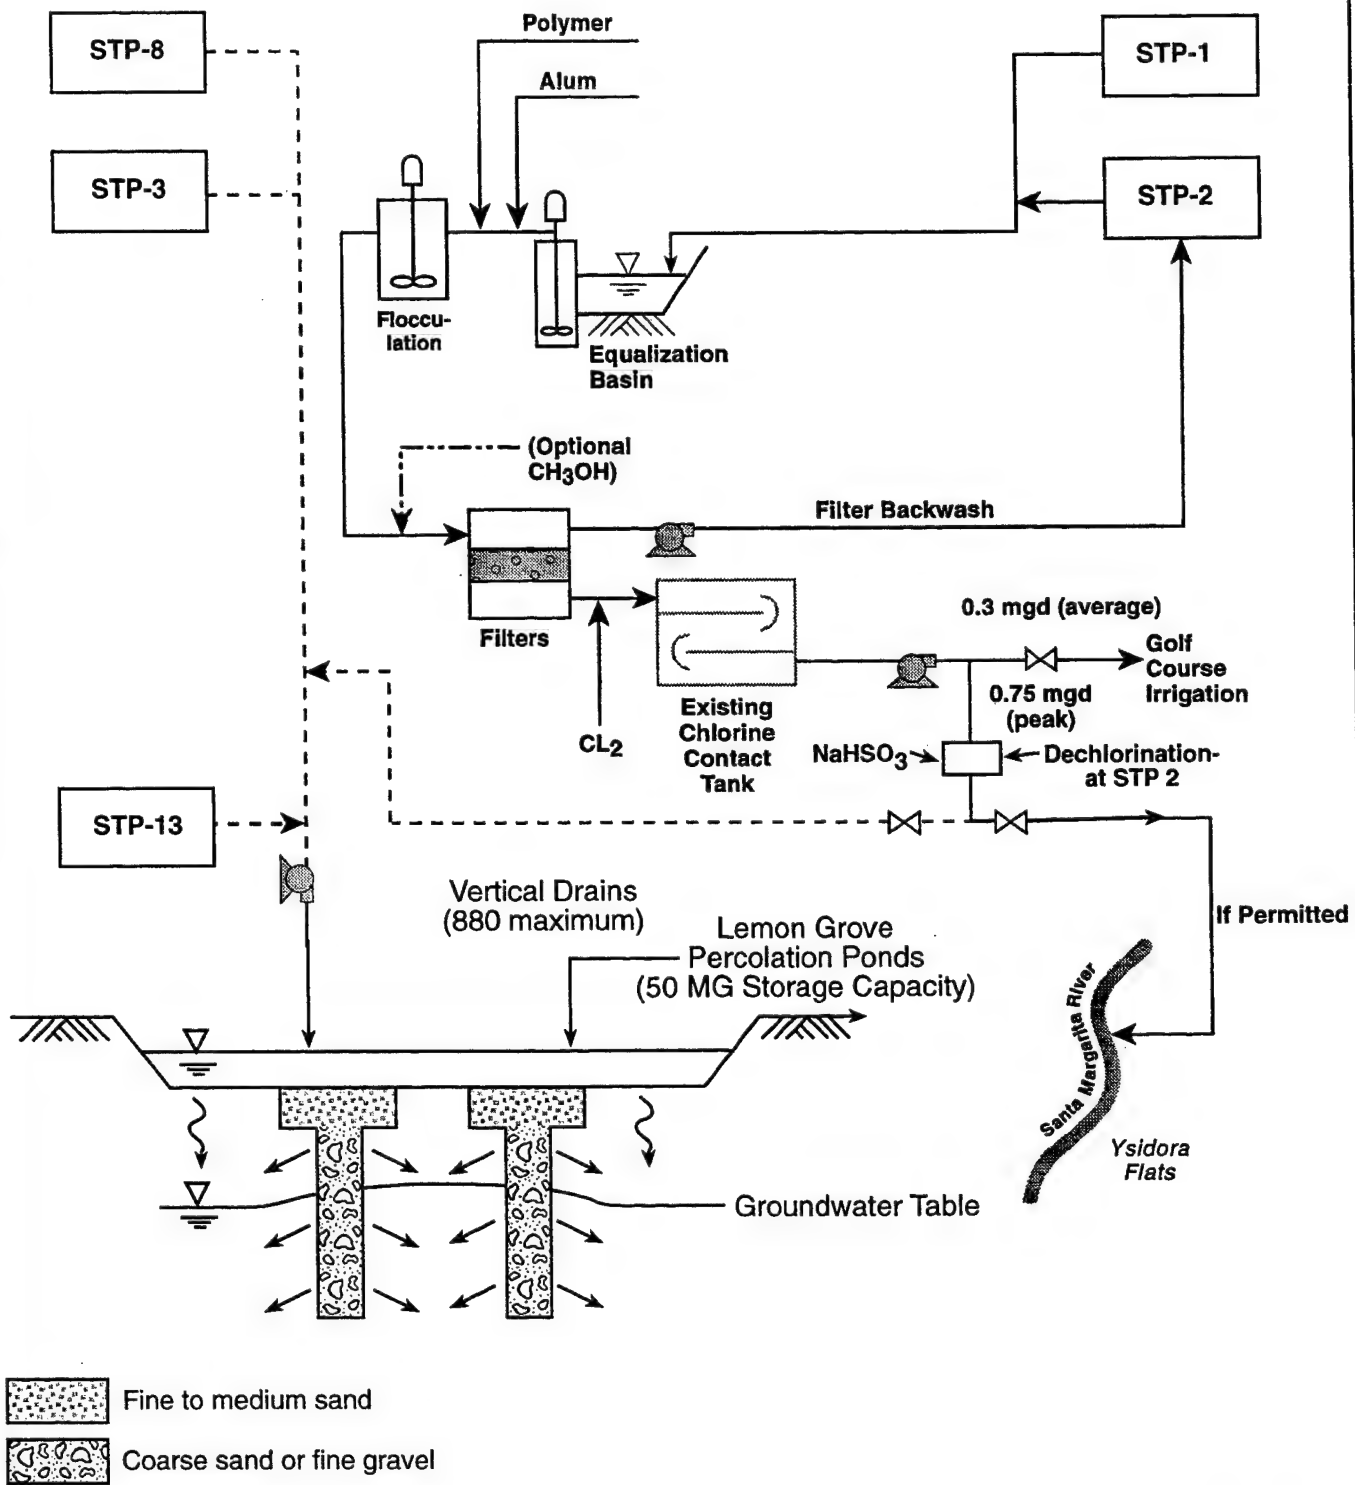 STP-8
Polymer
Alum
STP-1
STP-3
STP-2
Floccu-
lation
Equalization
Basin
(Optional
CH3OH)
Filter Backwash
Filters
0.3 mgd (average)
Golf
Course
Irrigation
0.75 mgd
(peak)
Existing
Chlorine
Contact
Tank
CL2
NaHSO3
Dechlorination-
at STP 2
STP-13
Vertical Drains
(880 maximum)
Lemon Grove
Percolation Ponds
(50 MG Storage Capacity)
If Permitted
Santa Margarita River
Ysidora
Flats
Groundwater Table
Fine to medium sand
Coarse sand or fine gravel